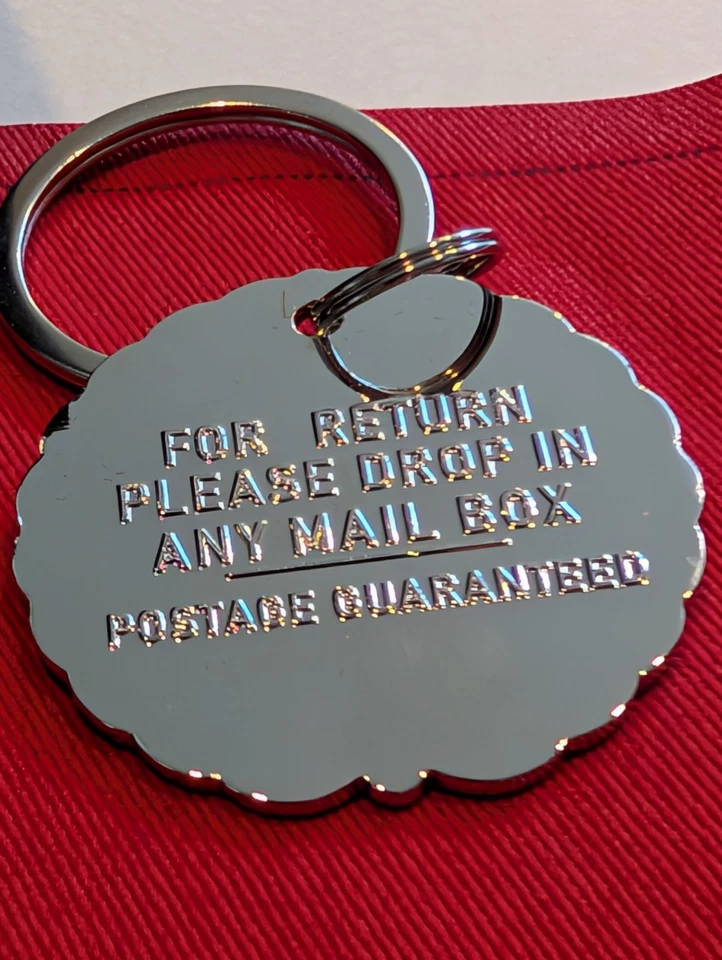 FOR RETURN
PLEASE DROP IN
ANY MAIL BOX
POSTAGE GUARANTEED